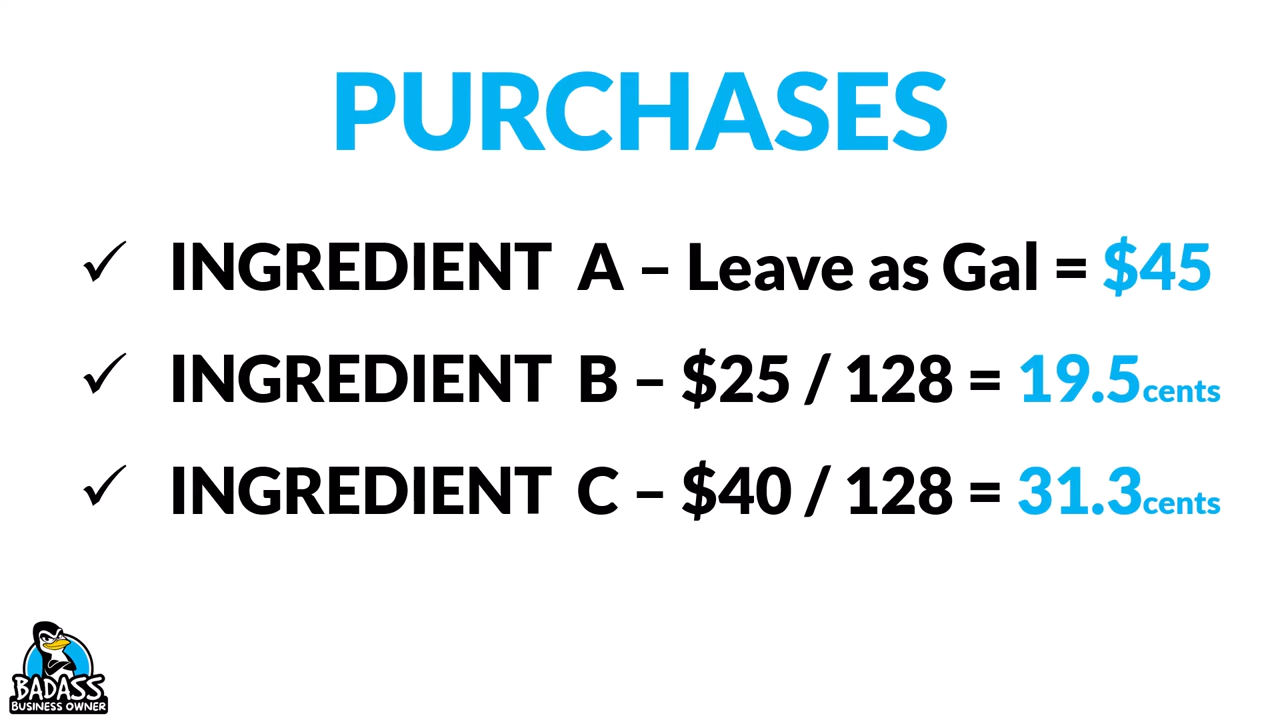 PURCHASES
✓ INGREDIENT A – Leave as Gal = $45
✓ INGREDIENT B – $25 / 128 = 19.5cents
✓ INGREDIENT C – $40 / 128 = 31.3cents
BADASS
BUSINESS OWNER